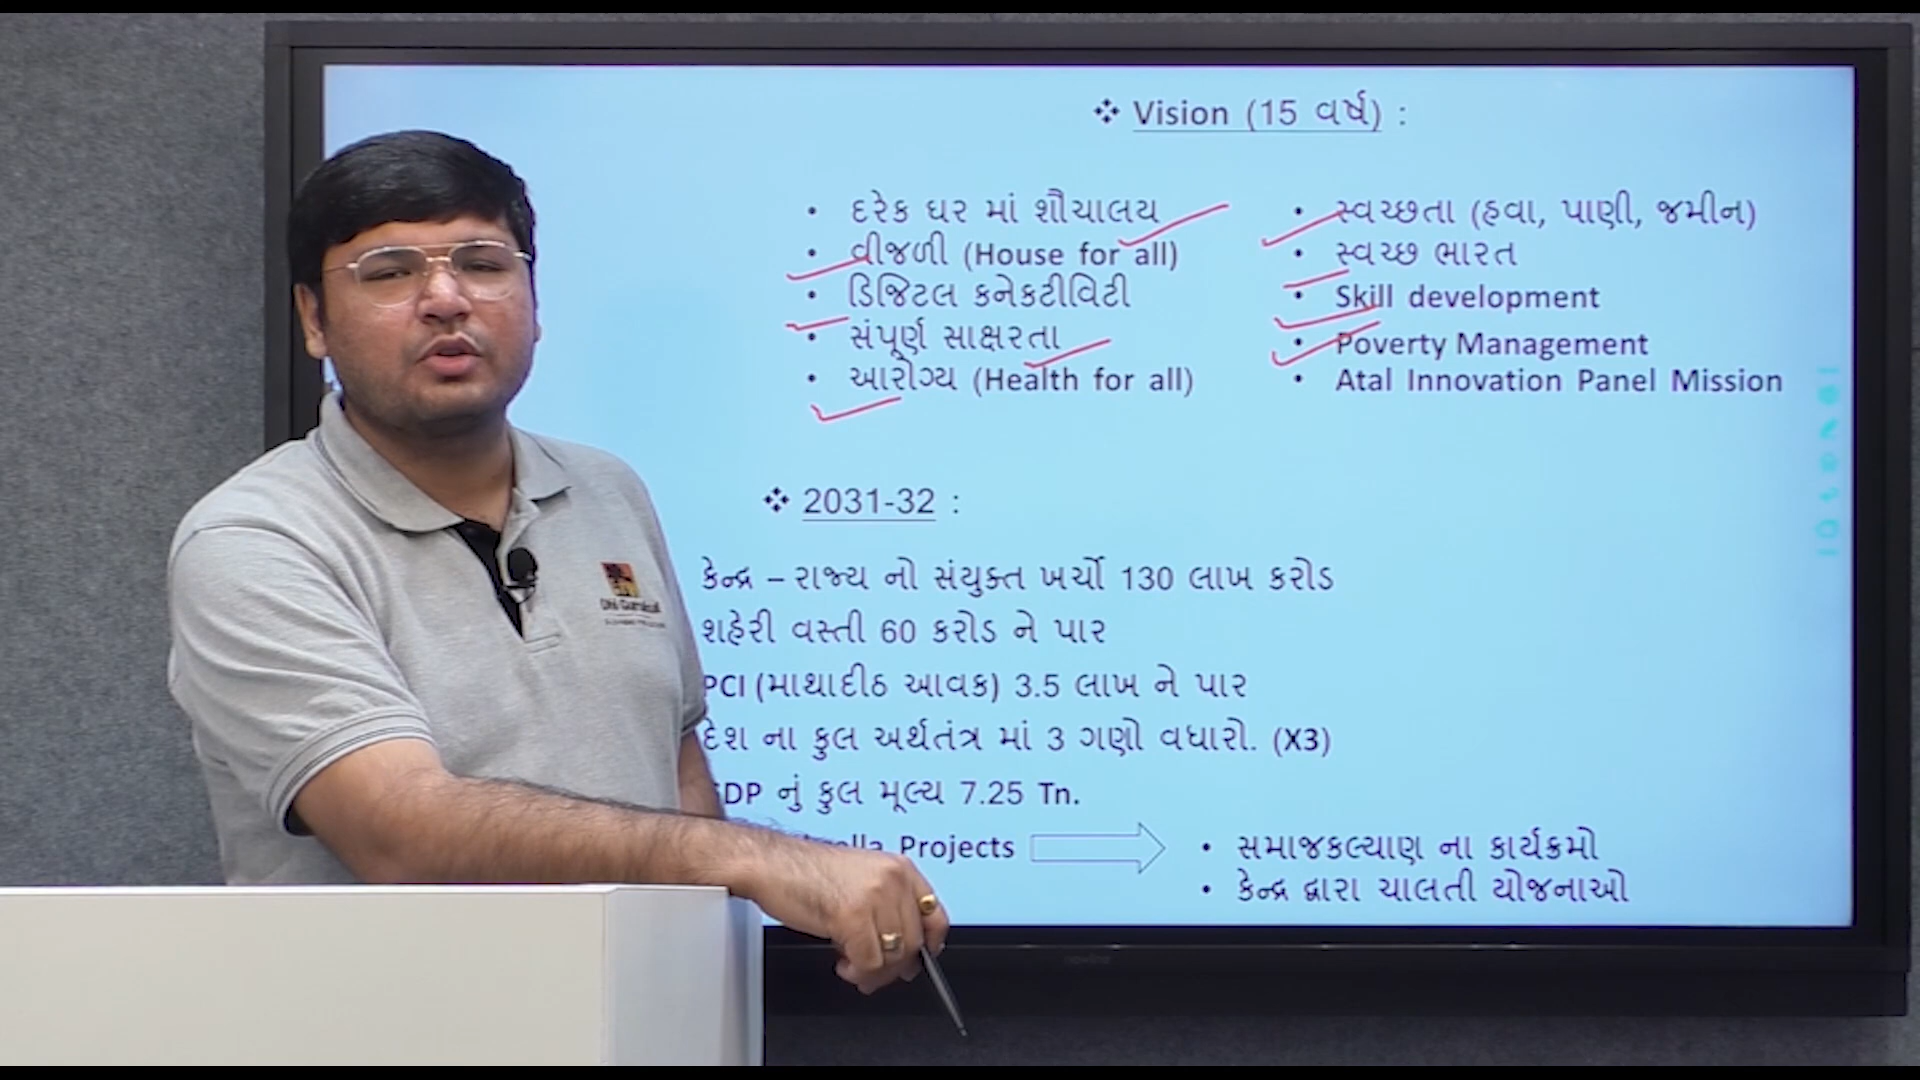 ❖ Vision (15 વર્ષ) :
• દરેક ઘર માં શૌચાલય
• વીજળી (House for all)
• ડિજિટલ કનેકટીવિટી
• સંપૂર્ણ સાક્ષરતા
• આરોગ્ય (Health for all)
• સ્વચ્છતા (હવા, પાણી, જમીન)
• સ્વચ્છ ભારત
• Skill development
• Poverty Management
• Atal Innovation Panel Mission
❖ 2031-32 :
કેન્દ્ર – રાજ્ય નો સંયુક્ત ખર્ચો 130 લાખ કરોડ
શહેરી વસ્તી 60 કરોડ ને પાર
PCI (માથાદીઠ આવક) 3.5 લાખ ને પાર
દેશ ના કુલ અર્થતંત્ર માં 3 ગણો વધારો. (X3)
GDP નું કુલ મૂલ્ય 7.25 Tn.
Projects
• સમાજકલ્યાણ ના કાર્યક્રમો
• કેન્દ્ર દ્વારા ચાલતી યોજનાઓ